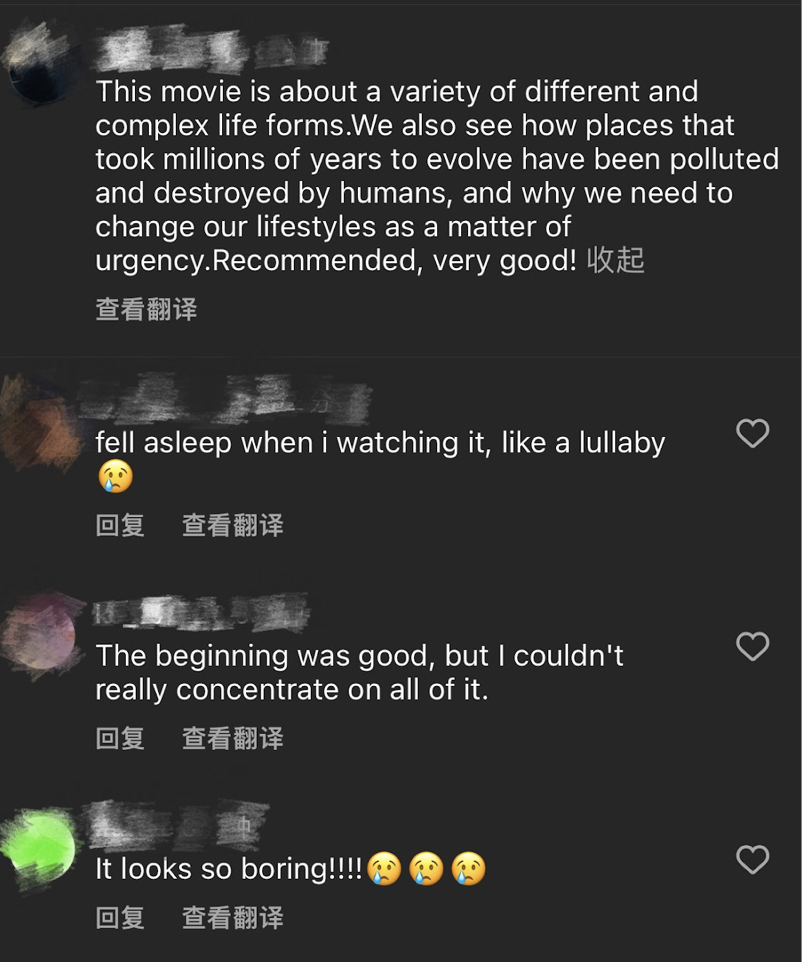 This movie is about a variety of different and
complex life forms.We also see how places that
took millions of years to evolve have been polluted
and destroyed by humans, and why we need to
change our lifestyles as a matter of
urgency.Recommended, very good! 收起
查看翻译
fell asleep when i watching it, like a lullaby
😢
回复 查看翻译
The beginning was good, but I couldn't
really concentrate on all of it.
回复 查看翻译
It looks so boring!!!!😢😢😢
回复 查看翻译